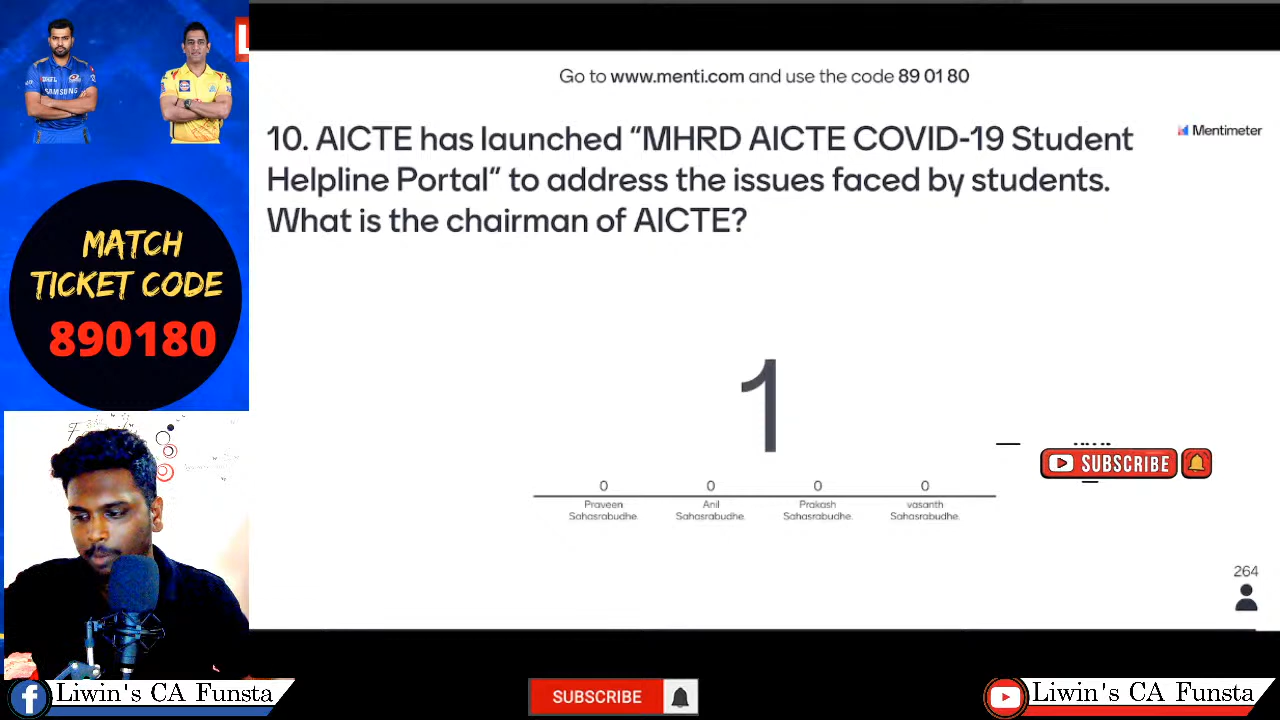 Go to www.menti.com and use the code 89 01 80
Mentimeter
10. AICTE has launched “MHRD AICTE COVID-19 Student
Helpline Portal“ to address the issues faced by students.
What is the chairman of AICTE?
SAMSUNG
MATCH
TICKET CODE
890180
1
SUBSCRIBE
0 0 0 0
Praveen Anil Prakash vasanth
Sahasrabudhe Sahasrabudhe. Sahasrabudhe. Sahasrabudhe.
264
Liwin's CA Funsta
SUBSCRIBE
Liwin's CA Funsta